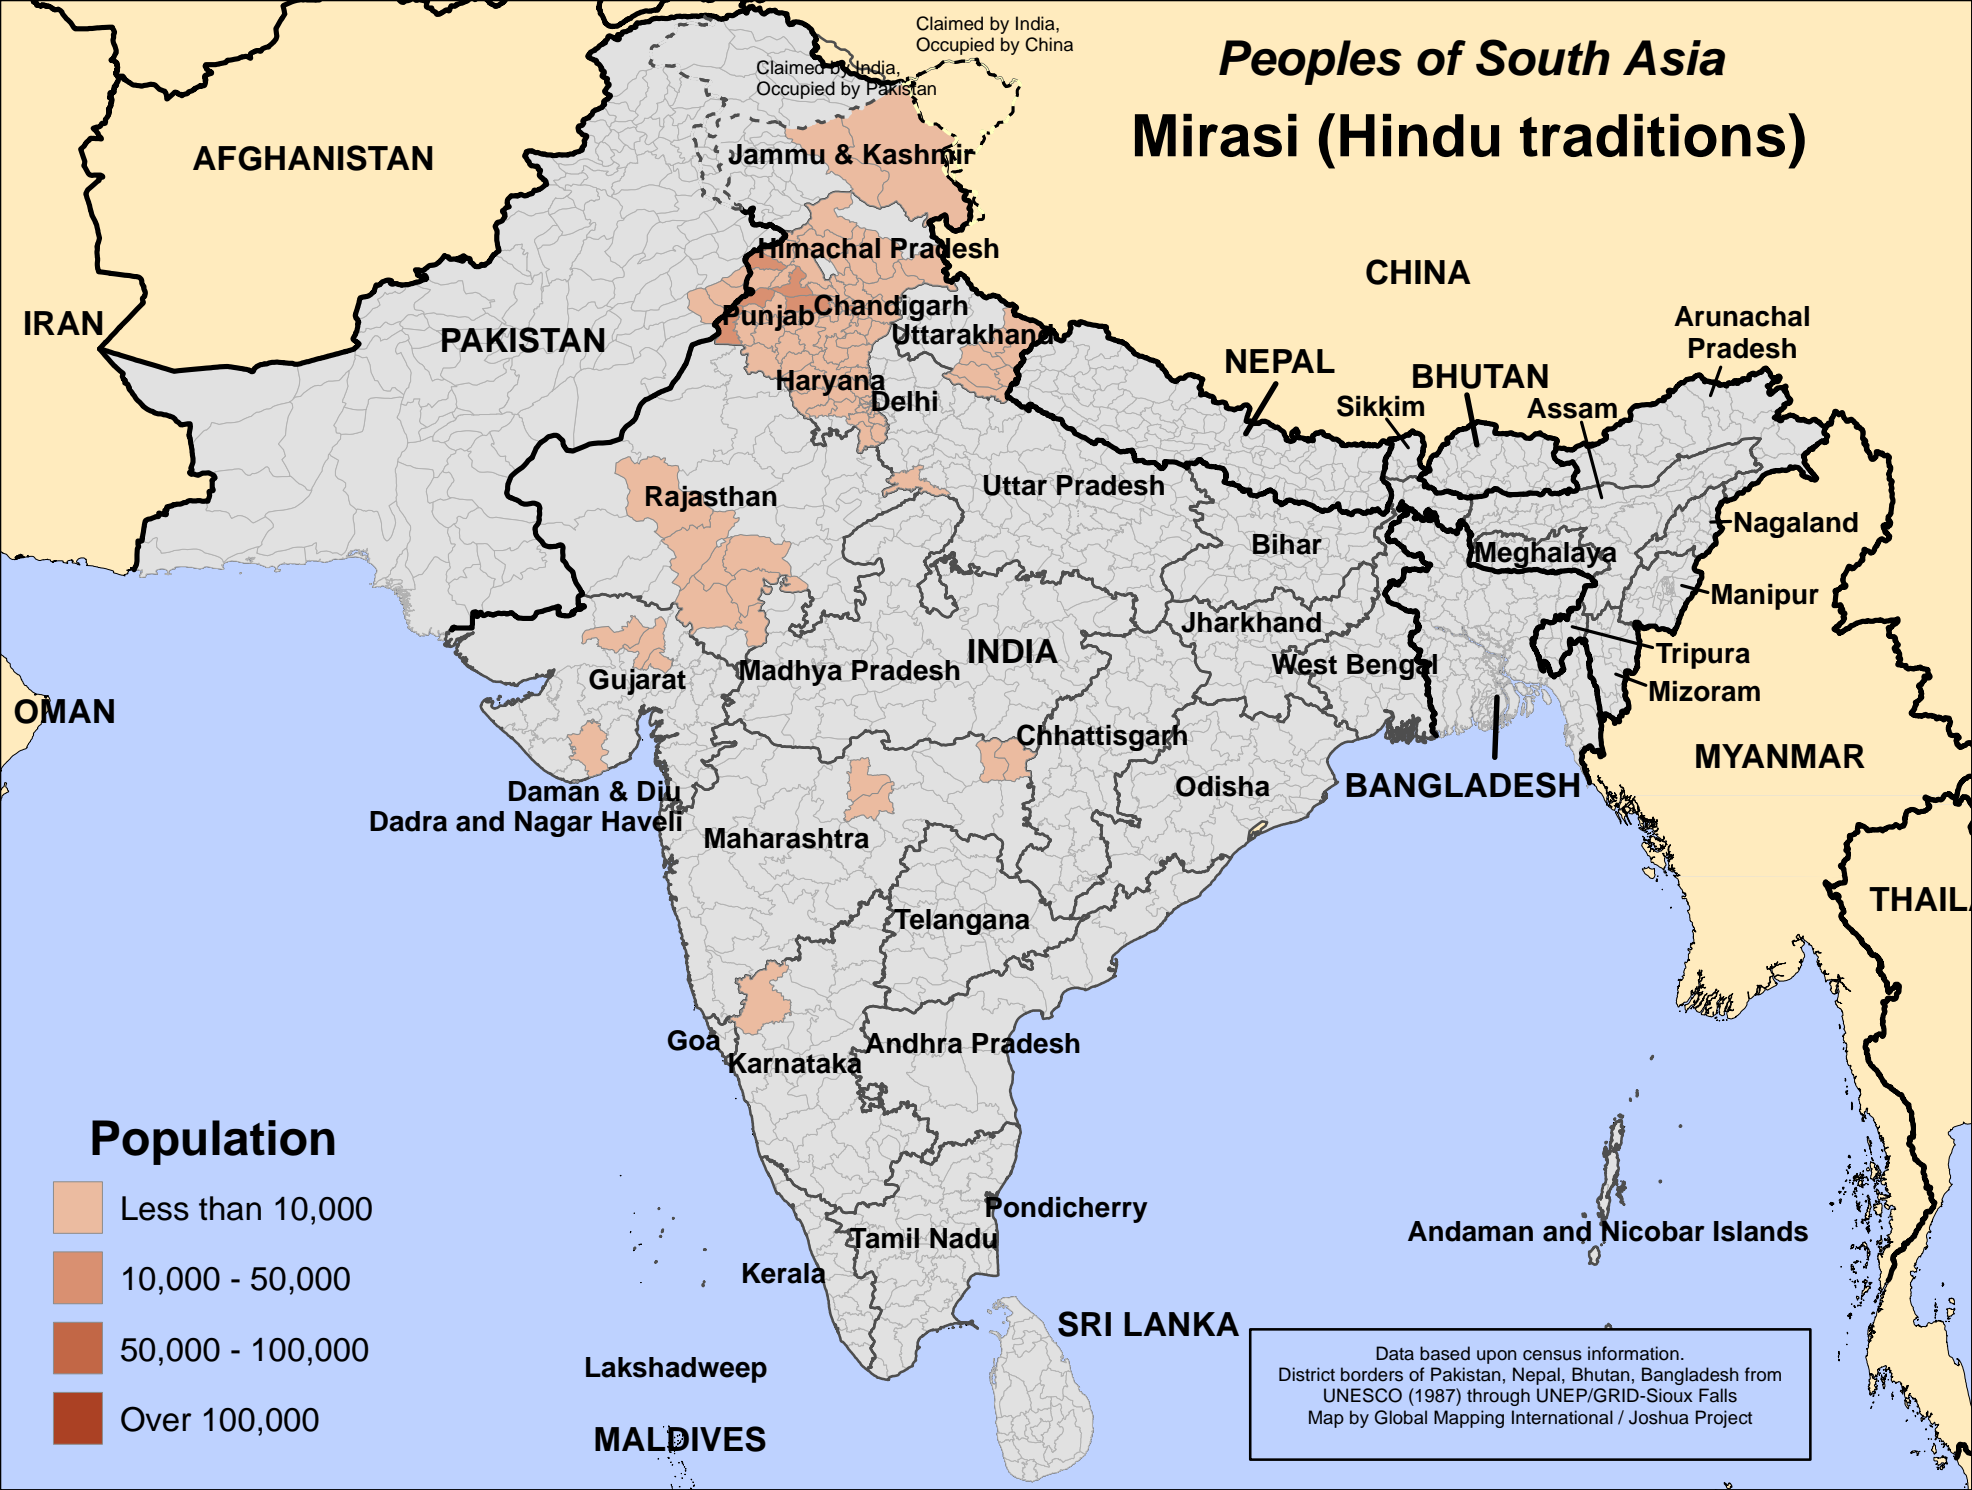 Claimed by India,
Occupied by China
Peoples of South Asia
Claimed by India,
Occupied by Pakistan
Mirasi (Hindu traditions)
AFGHANISTAN
Jammu & Kashmir
Himachal Pradesh
CHINA
IRAN
PAKISTAN
Punjab
Chandigarh
Uttarakhand
Arunachal
Pradesh
NEPAL
BHUTAN
Haryana
Delhi
Sikkim
Assam
Rajasthan
Uttar Pradesh
Nagaland
Bihar
Meghalaya
Manipur
Jharkhand
INDIA
Tripura
West Bengal
Gujarat
Madhya Pradesh
Mizoram
OMAN
Chhattisgarh
MYANMAR
Odisha
BANGLADESH
Daman & Diu
Dadra and Nagar Haveli
Maharashtra
THAIL
Telangana
Goa
Karnataka
Andhra Pradesh
Pondicherry
Tamil Nadu
Andaman and Nicobar Islands
Kerala
SRI LANKA
Lakshadweep
MALDIVES
Population
Less than 10,000
10,000 - 50,000
50,000 - 100,000
Over 100,000
Data based upon census information.
District borders of Pakistan, Nepal, Bhutan, Bangladesh from
UNESCO (1987) through UNEP/GRID-Sioux Falls
Map by Global Mapping International / Joshua Project